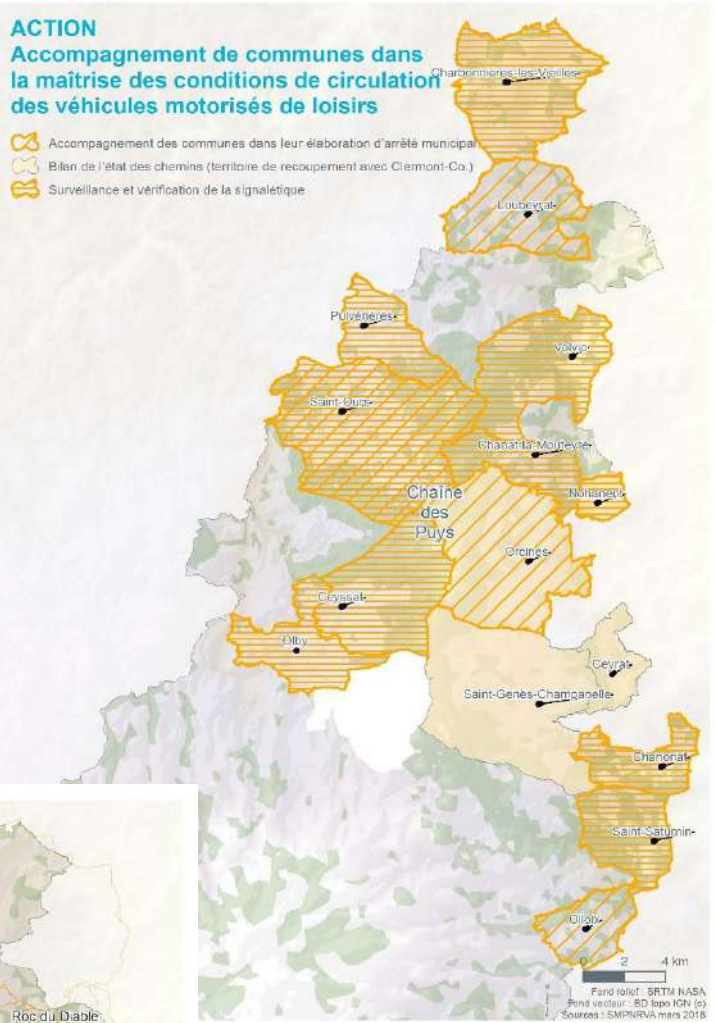 ACTION
Accompagnement de communes dans
la maîtrise des conditions de circulation
des véhicules motorisés de loisirs
Accompagnement des communes dans leur élaboration d'arrêté municipal
Bilan de l'état des chemins (territoire de recoupement avec Clermont-Co.)
Surveillance et vérification de la signalétique
Charbonnières-les-Vieilles
Loubeyrat
Pulvérières
Volvic
Saint-Ours
Chanat-la-Mouteyre
Nohanent
Chaîne
des
Puys
Orcines
Ceyssat
Olby
Ceyrat
Saint-Genès-Champanelle
Chanonat
Saint-Saturnin
Olloix
0 2 4 km
Fond relief : SRTM NASA
Fond vecteur : BD topo IGN (c)
Sources : SMPNRVA mars 2018
Roc du Diable